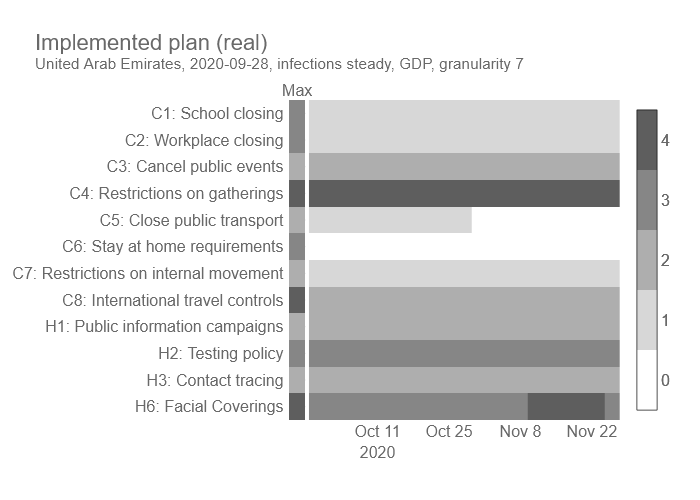 Implemented plan (real)
United Arab Emirates, 2020-09-28, infections steady, GDP, granularity 7
Max
C1: School closing
C2: Workplace closing
C3: Cancel public events
C4: Restrictions on gatherings
C5: Close public transport
C6: Stay at home requirements
C7: Restrictions on internal movement
C8: International travel controls
H1: Public information campaigns
H2: Testing policy
H3: Contact tracing
H6: Facial Coverings
4
3
2
1
0
Oct 11 Oct 25 Nov 8 Nov 22
2020